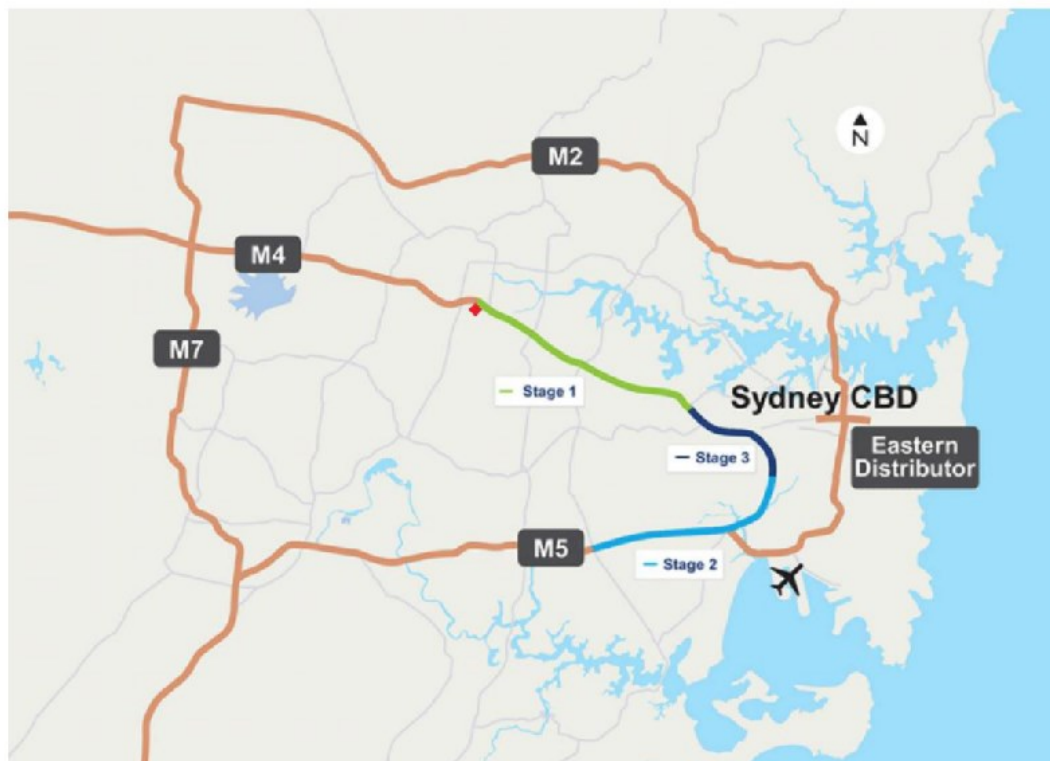 N
M2
M4
M7
Stage 1
Sydney CBD
Eastern
Distributor
Stage 3
M5
Stage 2